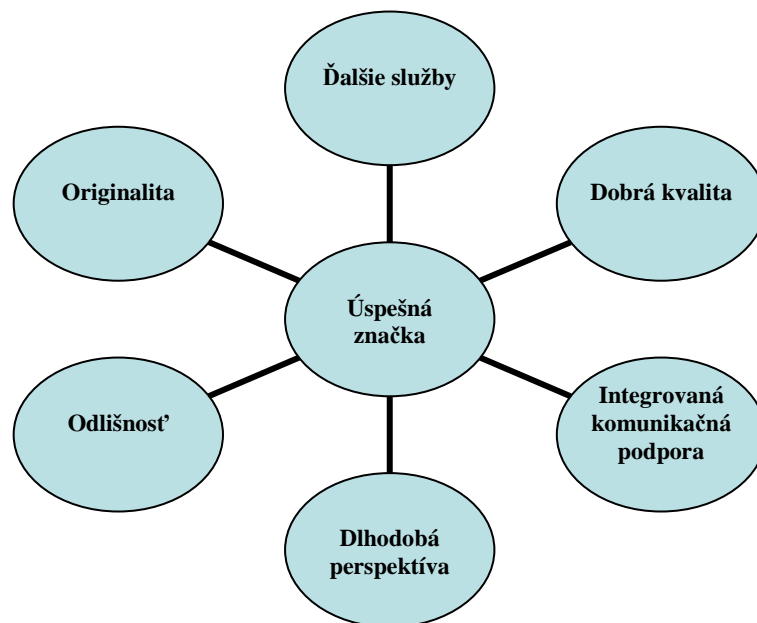 Ďalšie služby
Originalita
Dobrá kvalita
Úspešná
značka
Odlišnosť
Integrovaná
komunikačná
podpora
Dlhodobá
perspektíva